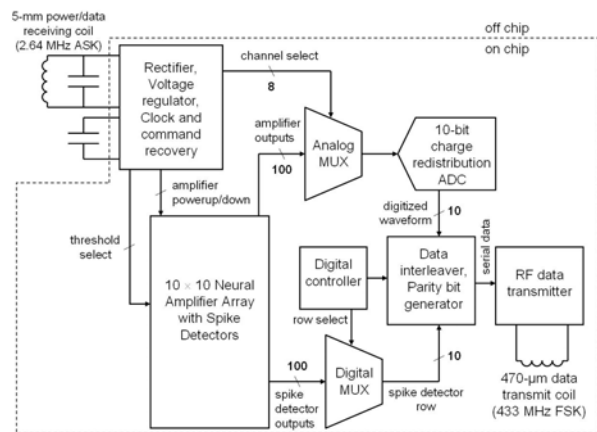 5-mm power/data
receiving coil
(2.64 MHz ASK)
off chip
on chip
Rectifier,
Voltage
regulator,
Clock and
command
recovery
channel select
8
amplifier
outputs
100
Analog
MUX
10-bit
charge
redistribution
ADC
amplifier
powerup/down
threshold
select
digitized
waveform
10
serial data
10 × 10 Neural
Amplifier Array
with Spike
Detectors
Digital
controller
Data
interleaver,
Parity bit
generator
RF data
transmitter
row select
100
spike
detector
outputs
Digital
MUX
10
spike detector
row
470-µm data
transmit coil
(433 MHz FSK)